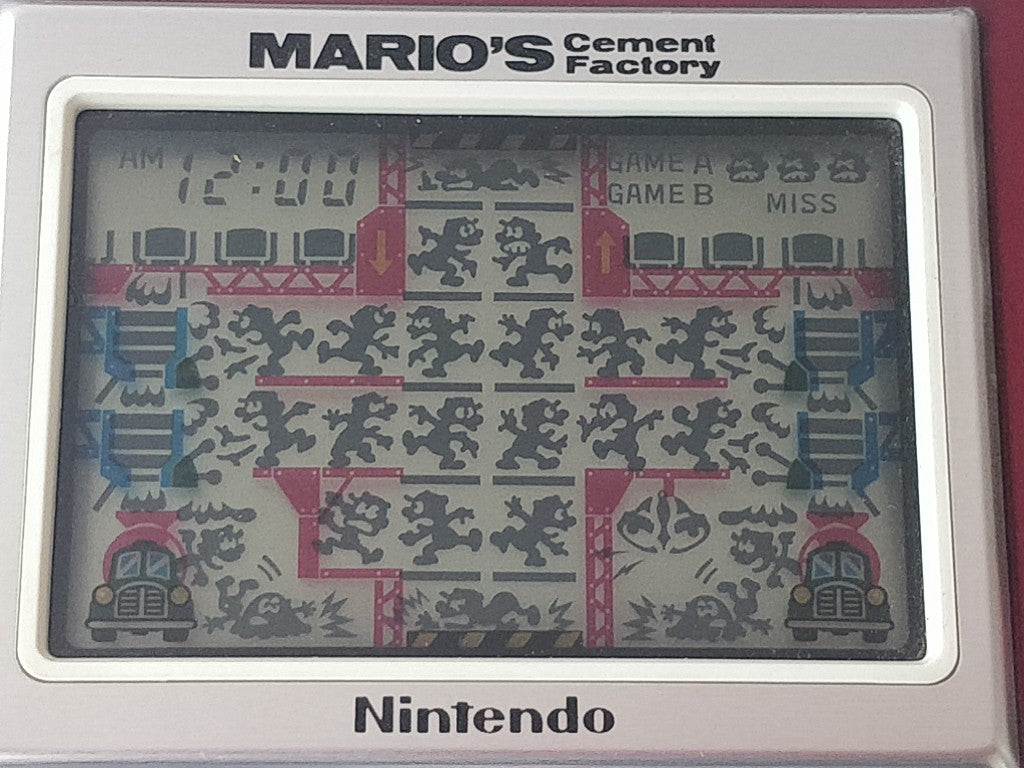 MARIO'S Cement Factory
AM 12:00
GAME A
GAME B
MISS
Nintendo